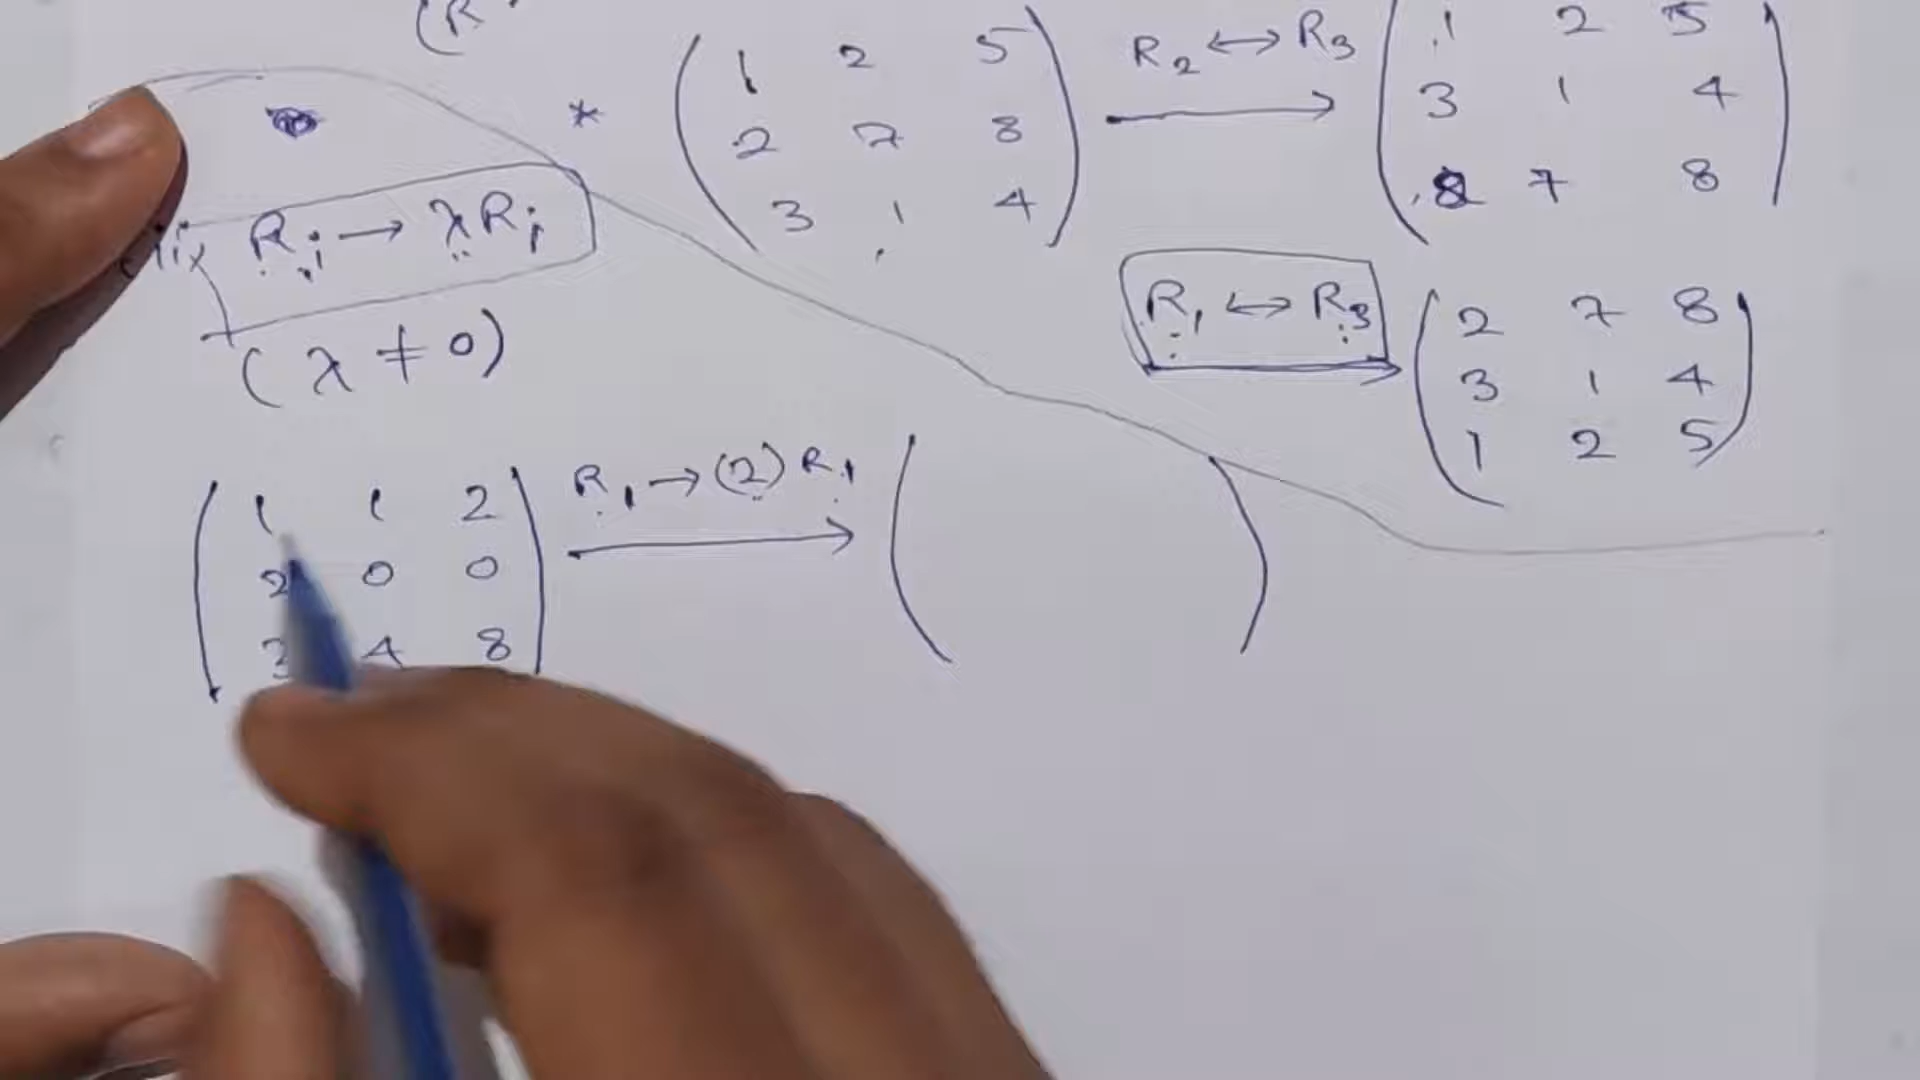 (R
* ( 1 2 5 R₂ ↔ R₃ ( 1 2 5
2 7 8 → 3 1 4
3 1 4 ) 2 7 8 )
Rᵢ → λRᵢ
(λ ≠ 0)
R₁ ↔ R₃ → ( 2 7 8
3 1 4
1 2 5 )
( 1 1 2 R₁ → (2) R₁ ( )
2 0 0 →
3 4 8 )